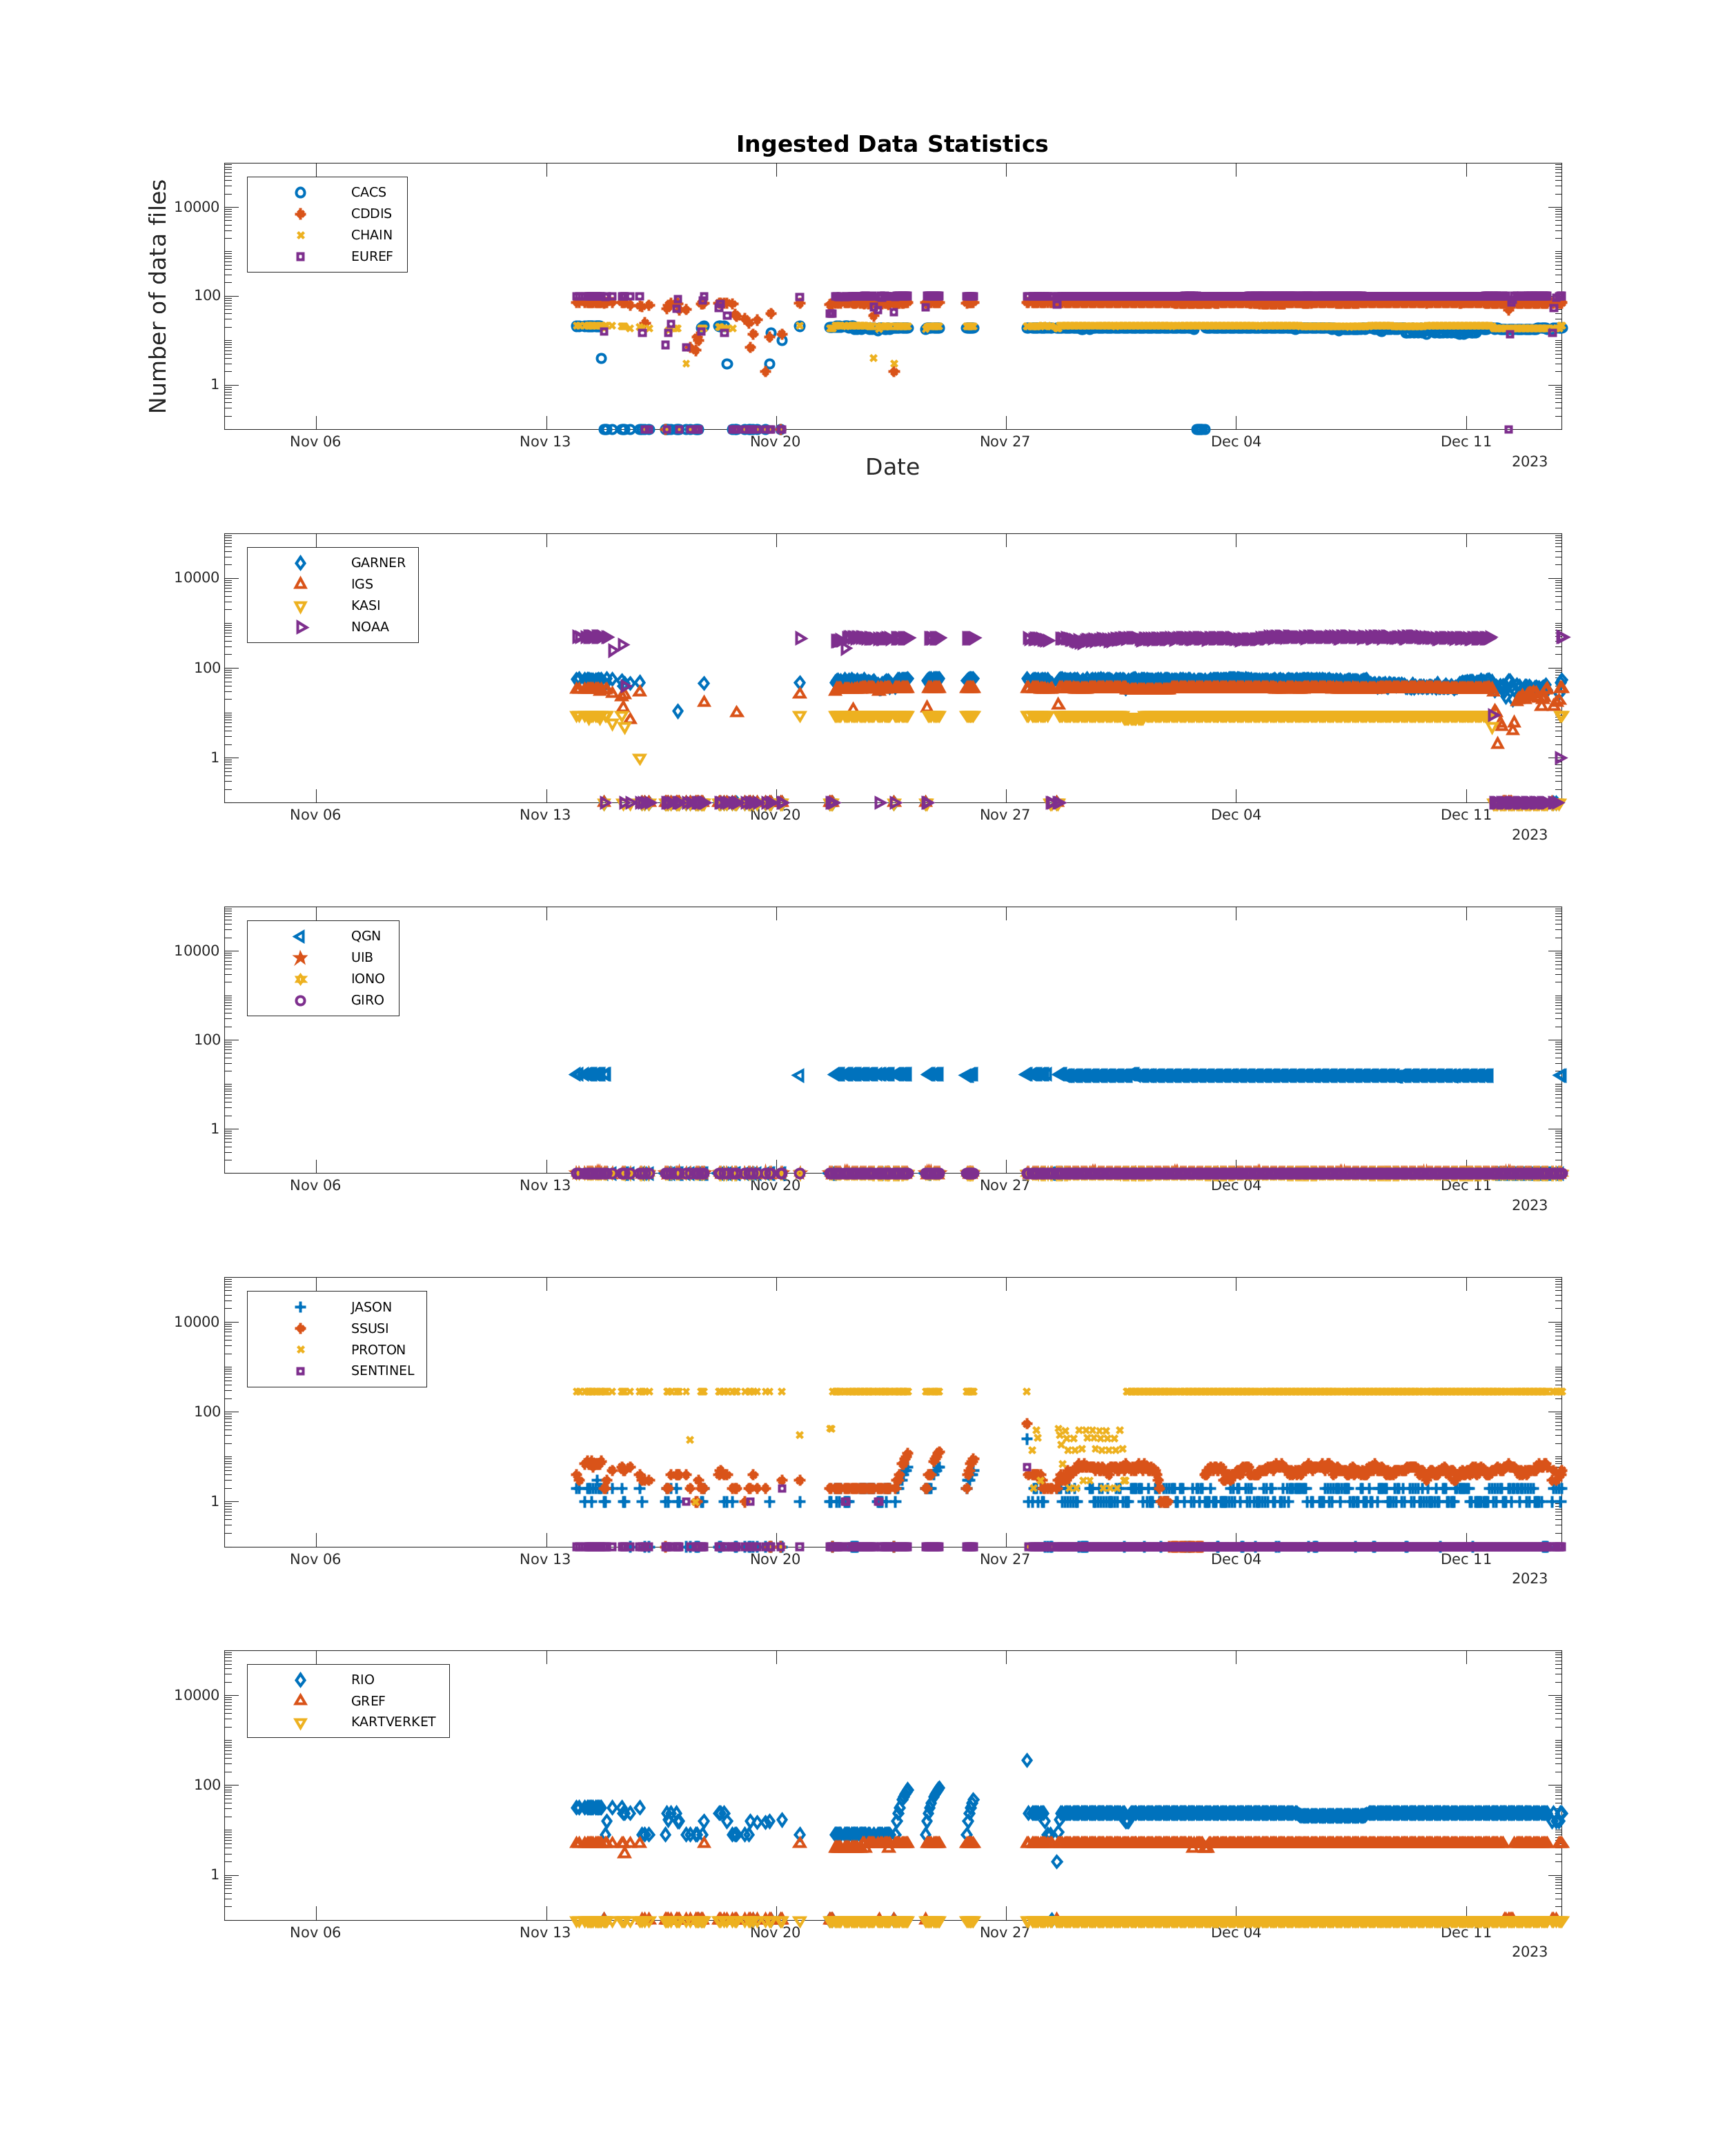 Ingested Data Statistics
Number of data files
10000
100
1
CACS
CDDIS
CHAIN
EUREF
Nov 06 Nov 13 Nov 20 Nov 27 Dec 04 Dec 11
2023
Date
10000
100
1
GARNER
IGS
KASI
NOAA
Nov 06 Nov 13 Nov 20 Nov 27 Dec 04 Dec 11
2023
10000
100
1
QGN
UIB
IONO
GIRO
Nov 06 Nov 13 Nov 20 Nov 27 Dec 04 Dec 11
2023
10000
100
1
JASON
SSUSI
PROTON
SENTINEL
Nov 06 Nov 13 Nov 20 Nov 27 Dec 04 Dec 11
2023
10000
100
1
RIO
GREF
KARTVERKET
Nov 06 Nov 13 Nov 20 Nov 27 Dec 04 Dec 11
2023